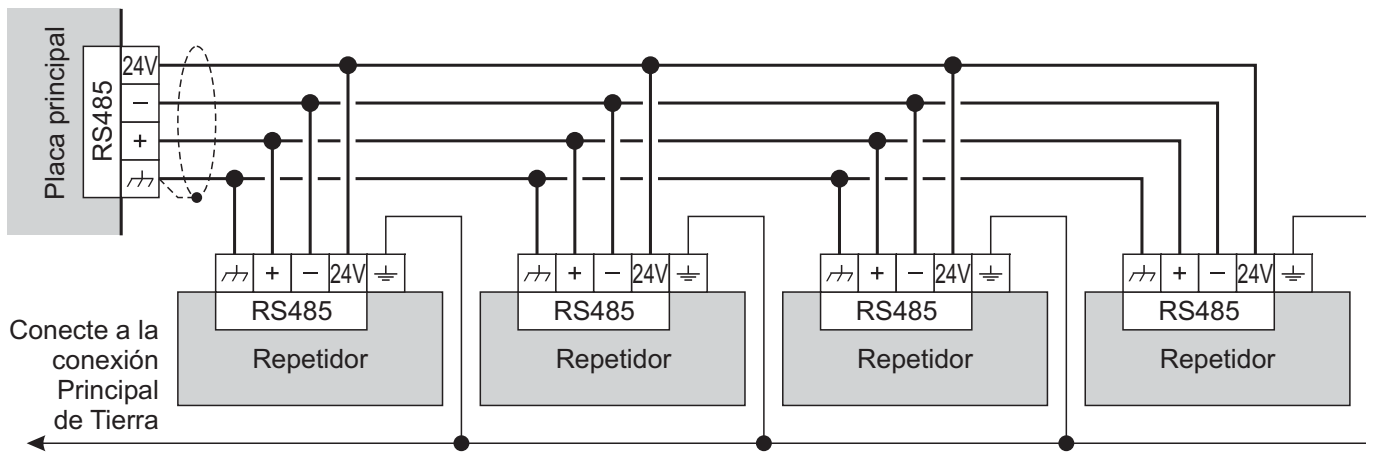 Placa principal
RS485
24V
−
+
+ − 24V
+ − 24V
+ − 24V
+ − 24V
RS485
RS485
RS485
RS485
Repetidor
Repetidor
Repetidor
Repetidor
Conecte a la
conexión
Principal
de Tierra